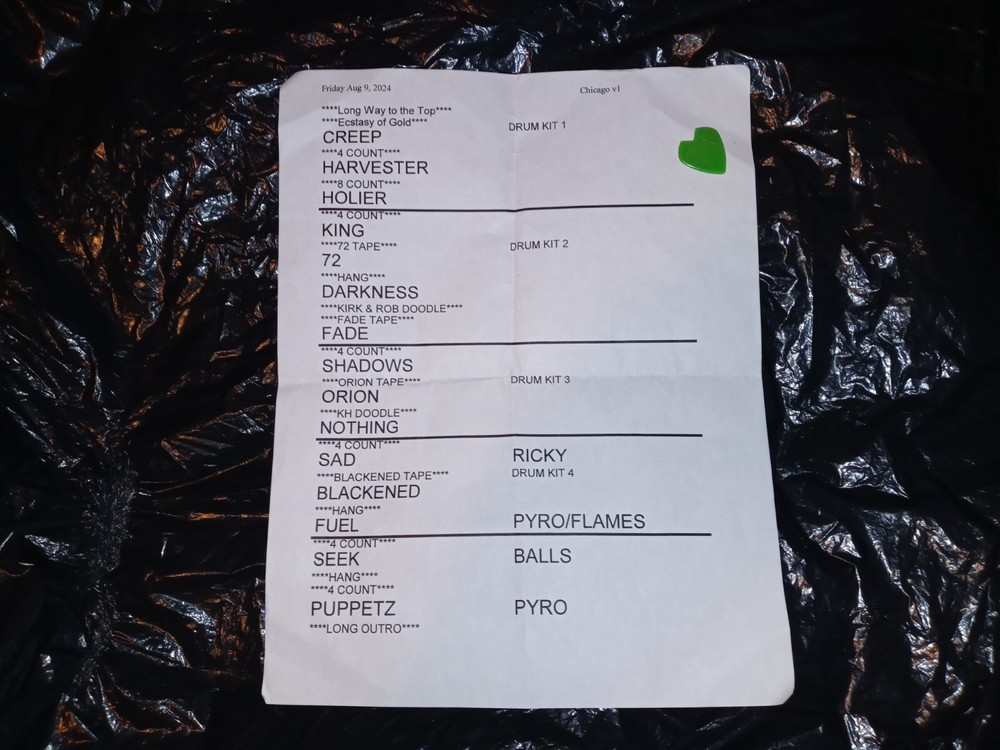 Friday Aug 9, 2024 Chicago v1
****Long Way to the Top****
****Ecstasy of Gold****
DRUM KIT 1
CREEP
****4 COUNT****
HARVESTER
****8 COUNT****
HOLIER
****4 COUNT****
KING
****72 TAPE**** DRUM KIT 2
72
****HANG****
DARKNESS
****KIRK & ROB DOODLE****
****FADE TAPE****
FADE
****4 COUNT****
SHADOWS
****ORION TAPE**** DRUM KIT 3
ORION
****KH DOODLE****
NOTHING
****4 COUNT****
SAD RICKY
****BLACKENED TAPE**** DRUM KIT 4
BLACKENED
****HANG****
FUEL PYRO/FLAMES
****4 COUNT****
SEEK BALLS
****HANG****
****4 COUNT****
PUPPETZ PYRO
****LONG OUTRO****